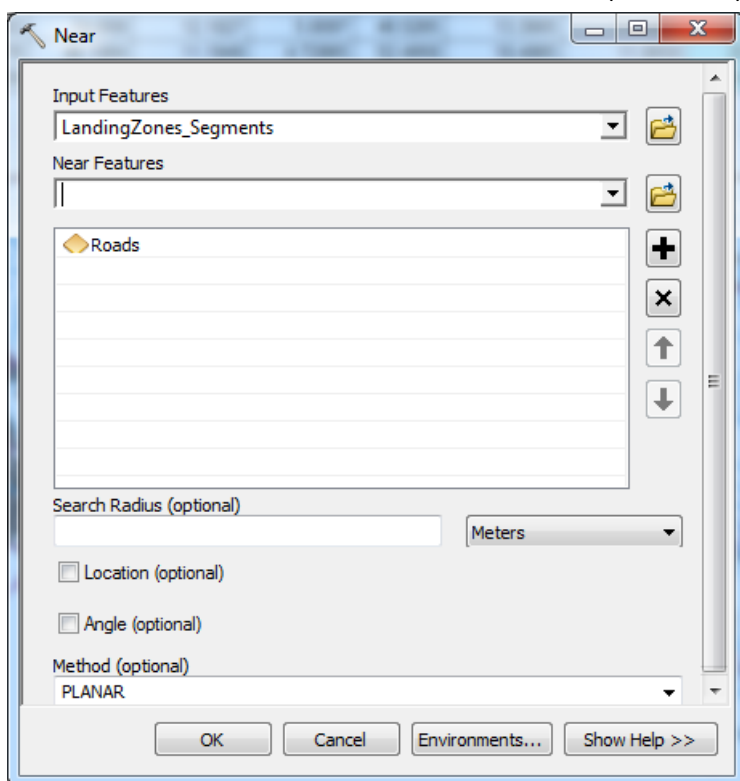 Near
Input Features
LandingZones_Segments
Near Features
Roads
Search Radius (optional)
Meters
Location (optional)
Angle (optional)
Method (optional)
PLANAR
OK Cancel Environments... Show Help >>